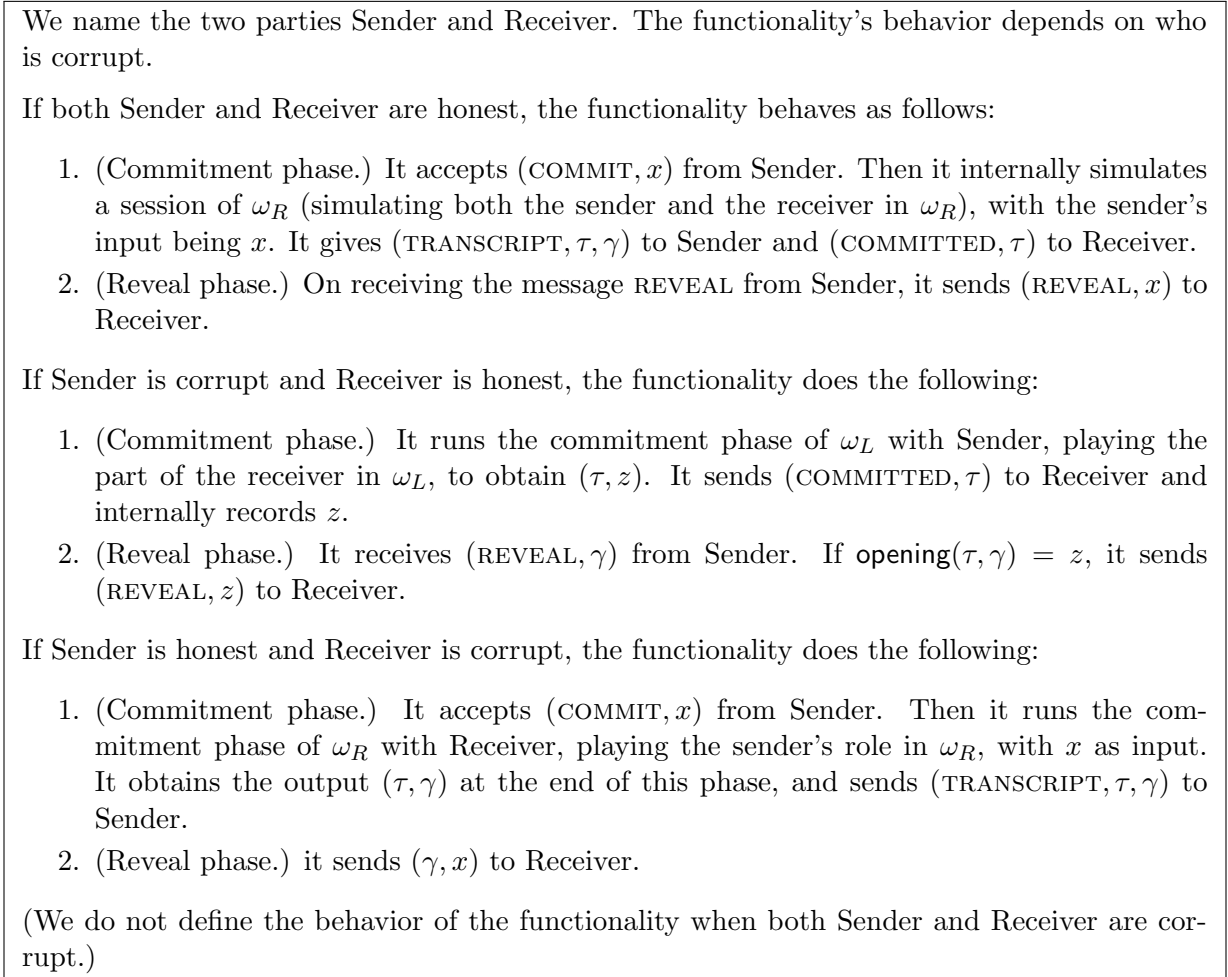 We name the two parties Sender and Receiver. The functionality's behavior depends on who
is corrupt.
If both Sender and Receiver are honest, the functionality behaves as follows:
1. (Commitment phase.) It accepts (COMMIT, x) from Sender. Then it internally simulates
a session of ω_R (simulating both the sender and the receiver in ω_R), with the sender's
input being x. It gives (TRANSCRIPT, τ, γ) to Sender and (COMMITTED, τ) to Receiver.
2. (Reveal phase.) On receiving the message REVEAL from Sender, it sends (REVEAL, x) to
Receiver.
If Sender is corrupt and Receiver is honest, the functionality does the following:
1. (Commitment phase.) It runs the commitment phase of ω_L with Sender, playing the
part of the receiver in ω_L, to obtain (τ, z). It sends (COMMITTED, τ) to Receiver and
internally records z.
2. (Reveal phase.) It receives (REVEAL, γ) from Sender. If opening(τ, γ) = z, it sends
(REVEAL, z) to Receiver.
If Sender is honest and Receiver is corrupt, the functionality does the following:
1. (Commitment phase.) It accepts (COMMIT, x) from Sender. Then it runs the com-
mitment phase of ω_R with Receiver, playing the sender's role in ω_R, with x as input.
It obtains the output (τ, γ) at the end of this phase, and sends (TRANSCRIPT, τ, γ) to
Sender.
2. (Reveal phase.) it sends (γ, x) to Receiver.
(We do not define the behavior of the functionality when both Sender and Receiver are cor-
rupt.)